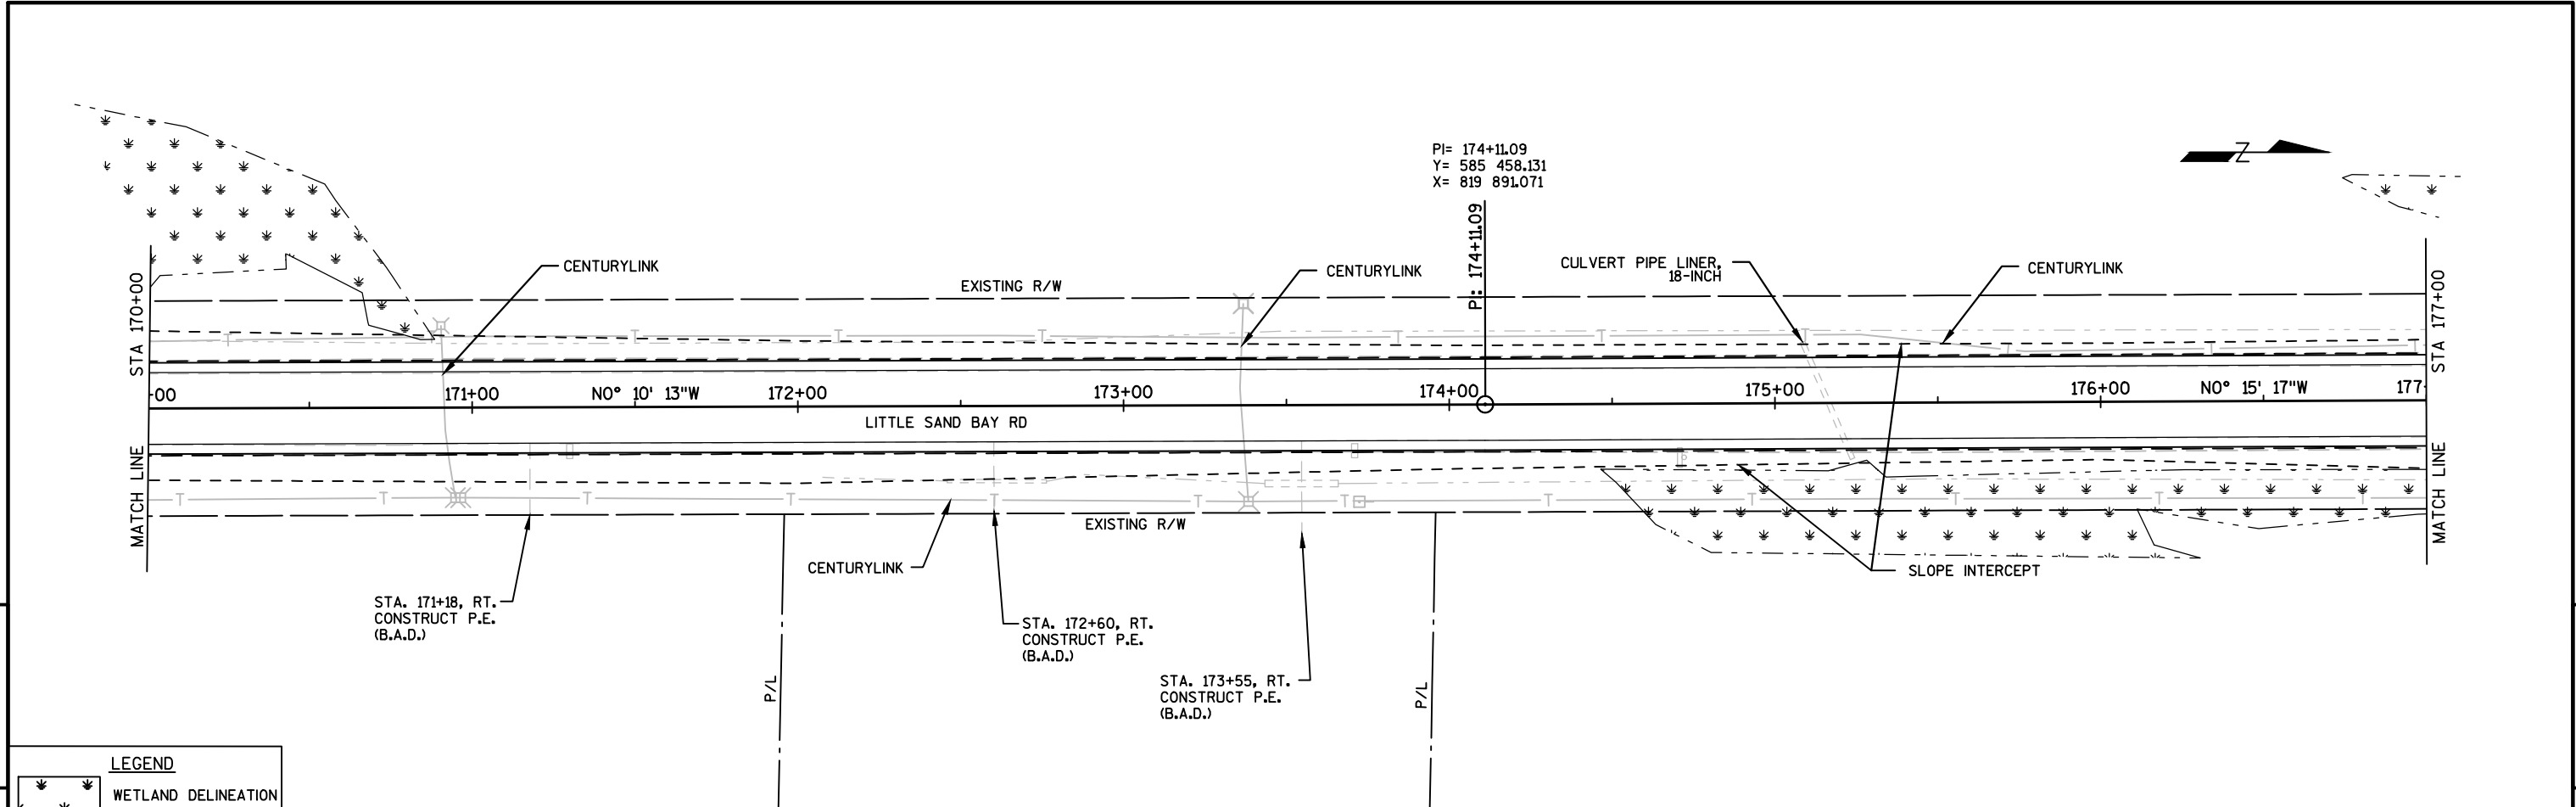 PI= 174+11.09
Y= 585 458.131
X= 819 891.071
Z
PI: 174+11.09
CENTURYLINK
CENTURYLINK
CULVERT PIPE LINER,
18-INCH
CENTURYLINK
EXISTING R/W
STA 170+00
STA 177+00
T T T T T T T T T T T
00 171+00 N0° 10' 13"W 172+00 173+00 174+00 175+00 176+00 N0° 15' 17"W 177
LITTLE SAND BAY RD
MATCH LINE
MATCH LINE
P
T T T T T T T T T T T T
EXISTING R/W
CENTURYLINK
SLOPE INTERCEPT
STA. 171+18, RT.
CONSTRUCT P.E.
(B.A.D.)
STA. 172+60, RT.
CONSTRUCT P.E.
(B.A.D.)
STA. 173+55, RT.
CONSTRUCT P.E.
(B.A.D.)
P/L
P/L
LEGEND
WETLAND DELINEATION